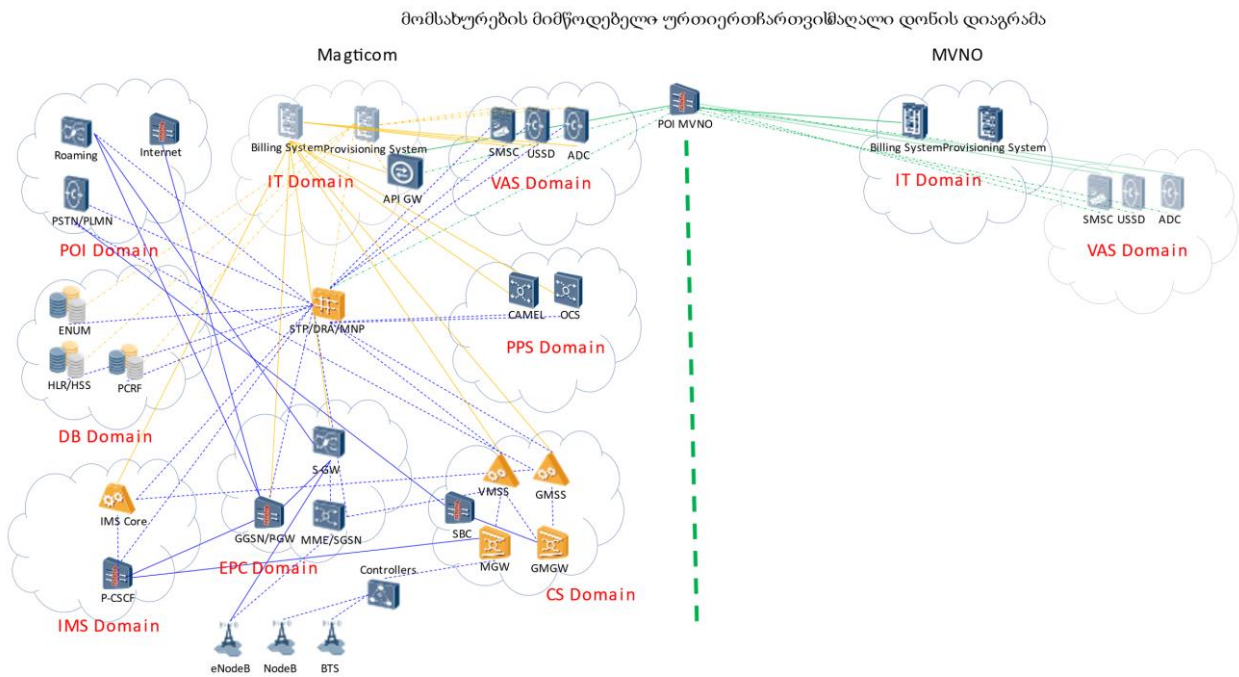 მომსახურების მიმწოდებელი- ურთიერთჩართვის მაღალი დონის დიაგრამა
Magticom
MVNO
Roaming
Internet
PSTN/PLMN
POI Domain
Billing System
Provisioning System
IT Domain
API GW
SMSC
USSD
ADC
VAS Domain
POI MVNO
Billing System
Provisioning System
IT Domain
SMSC
USSD
ADC
VAS Domain
ENUM
HLR/HSS
PCRF
DB Domain
STP/DRA/MNP
CAMEL
OCS
PPS Domain
IMS Core
P-CSCF
IMS Domain
S-GW
GGSN/PGW
MME/SGSN
EPC Domain
VMSS
GMSS
SBC
MGW
GMGW
CS Domain
Controllers
eNodeB
NodeB
BTS